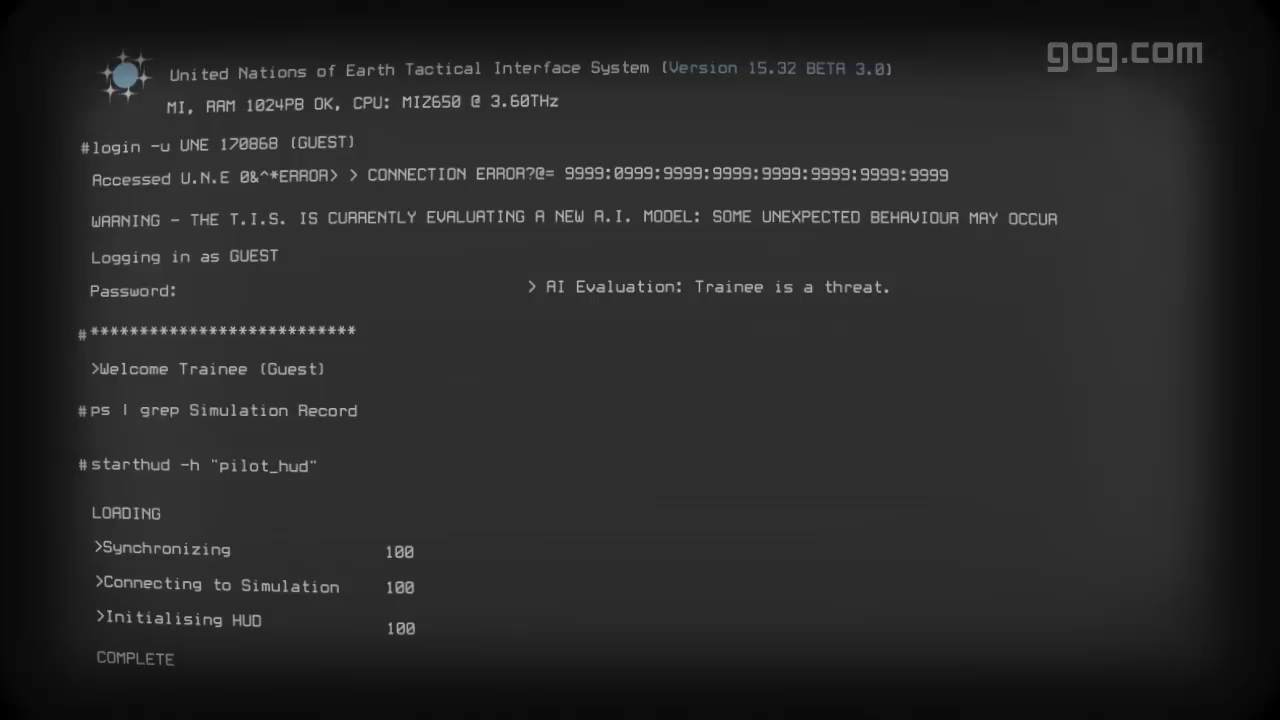 gog.com
United Nations of Earth Tactical Interface System (Version 15.32 BETA 3.0)
MI, RAM 1024PB OK, CPU: MIZ650 @ 3.60THz
#login -u UNE 170868 (GUEST)
Accessed U.N.E 0&^*ERROR> > CONNECTION ERROR?@= 9999:0999:9999:9999:9999:9999:9999:9999
WARNING - THE T.I.S. IS CURRENTLY EVALUATING A NEW A.I. MODEL: SOME UNEXPECTED BEHAVIOUR MAY OCCUR
Logging in as GUEST
Password:
> AI Evaluation: Trainee is a threat.
#***************************
>Welcome Trainee (Guest)
#ps | grep Simulation Record
#starthud -h "pilot_hud"
LOADING
>Synchronizing 100
>Connecting to Simulation 100
>Initialising HUD 100
COMPLETE